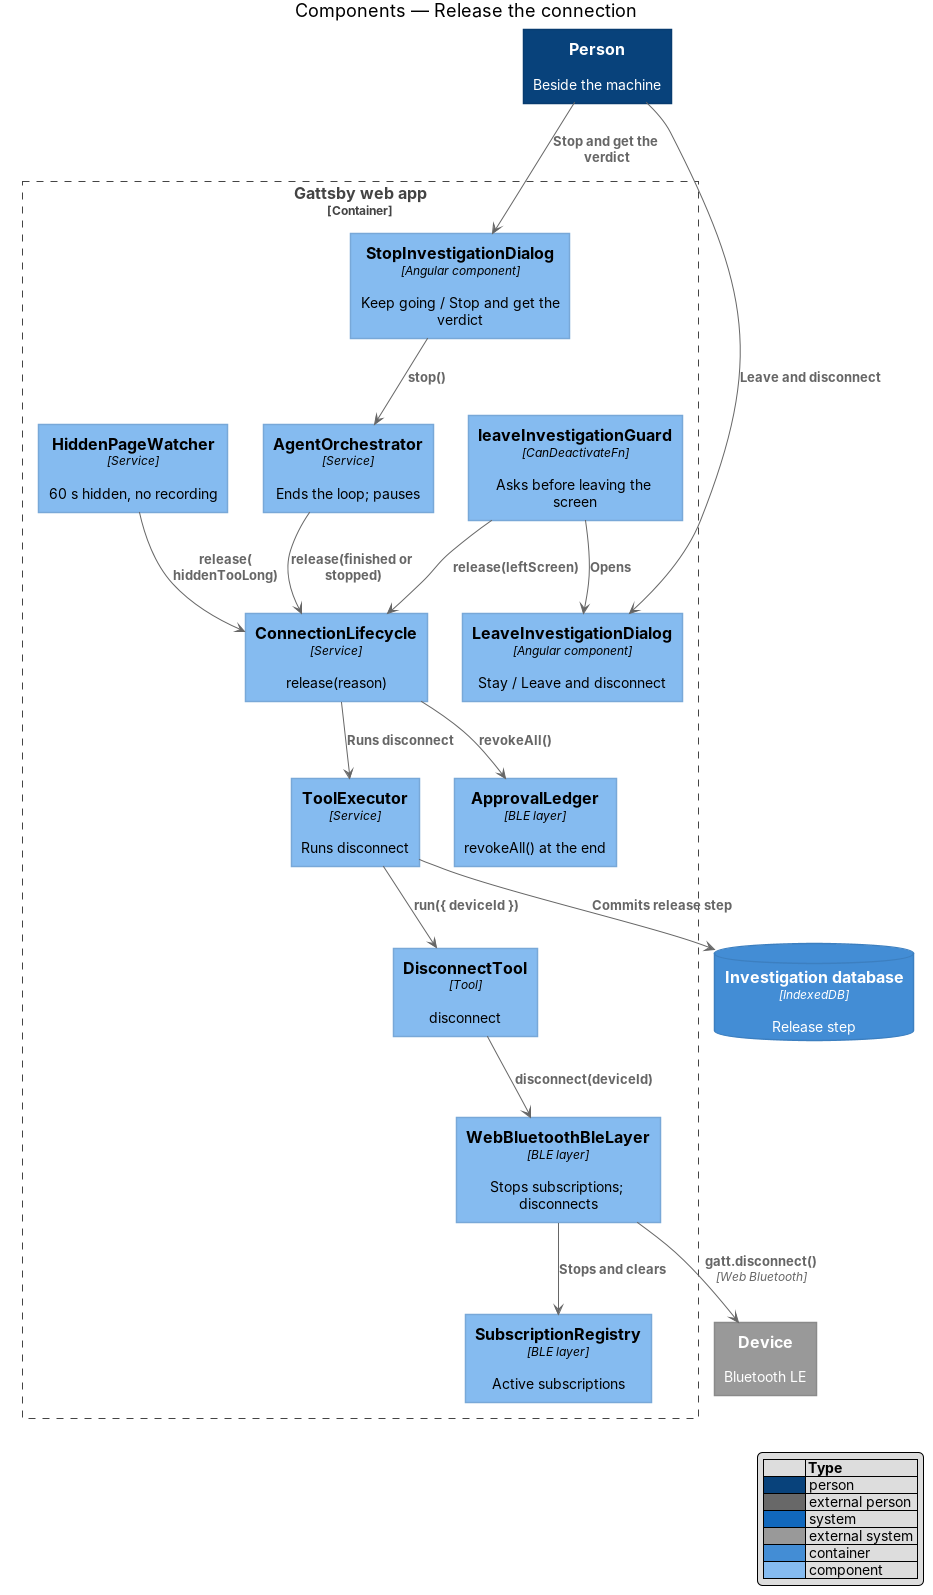 Components — Release the connection
Person
Beside the machine
Stop and get the
verdict
Gattsby web app
[Container]
StopInvestigationDialog
[Angular component]
Keep going / Stop and get the
verdict
stop()
Leave and disconnect
HiddenPageWatcher
[Service]
60 s hidden, no recording
AgentOrchestrator
[Service]
Ends the loop; pauses
leaveInvestigationGuard
[CanDeactivateFn]
Asks before leaving the
screen
release(
hiddenTooLong)
release(finished or
stopped)
release(leftScreen)
Opens
ConnectionLifecycle
[Service]
release(reason)
LeaveInvestigationDialog
[Angular component]
Stay / Leave and disconnect
Runs disconnect
revokeAll()
ToolExecutor
[Service]
Runs disconnect
ApprovalLedger
[BLE layer]
revokeAll() at the end
run({ deviceId })
Commits release step
DisconnectTool
[Tool]
disconnect
Investigation database
[IndexedDB]
Release step
disconnect(deviceId)
WebBluetoothBleLayer
[BLE layer]
Stops subscriptions;
disconnects
Stops and clears
gatt.disconnect()
[Web Bluetooth]
SubscriptionRegistry
[BLE layer]
Active subscriptions
Device
Bluetooth LE
Type
person
external person
system
external system
container
component